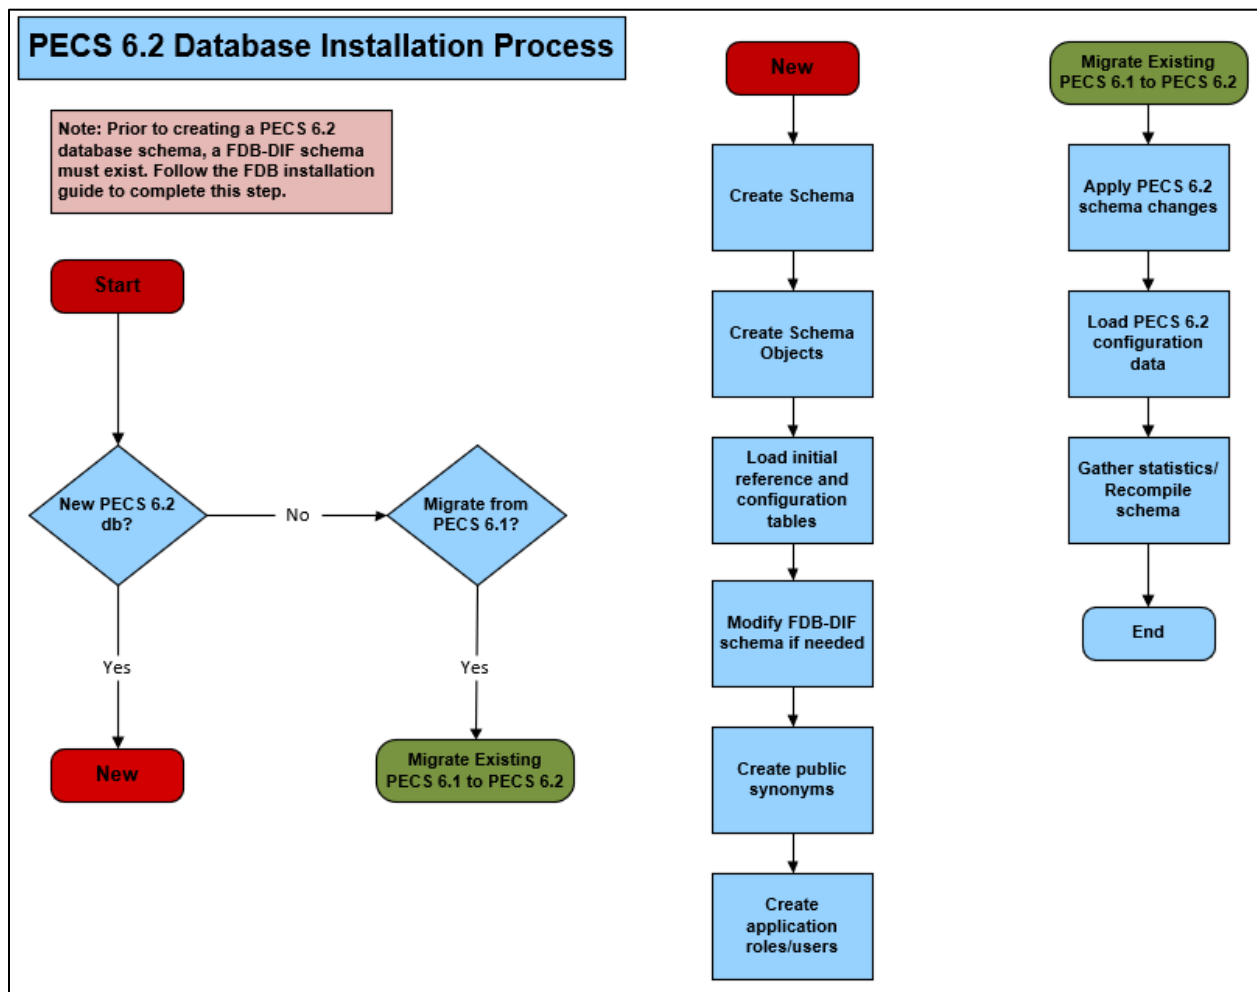 PECS 6.2 Database Installation Process
Note: Prior to creating a PECS 6.2
database schema, a FDB-DIF schema
must exist. Follow the FDB installation
guide to complete this step.
Start
New PECS 6.2
db?
No
Migrate from
PECS 6.1?
Yes
Yes
New
Migrate Existing
PECS 6.1 to PECS 6.2
New
Create Schema
Create Schema
Objects
Load initial
reference and
configuration
tables
Modify FDB-DIF
schema if needed
Create public
synonyms
Create
application
roles/users
Migrate Existing
PECS 6.1 to PECS 6.2
Apply PECS 6.2
schema changes
Load PECS 6.2
configuration
data
Gather statistics/
Recompile
schema
End